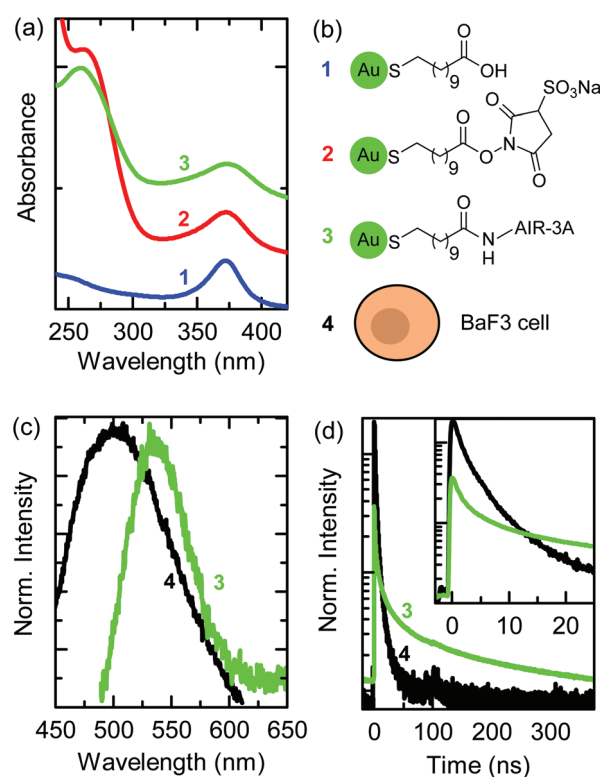 (a)
Absorbance
3
2
1
240 300 350 400
Wavelength (nm)
(b)
1 Au S 9 O OH
2 Au S 9 O O N O O SO3Na
3 Au S 9 O N H AIR-3A
4 BaF3 cell
(c)
Norm. Intensity
4 3
450 500 550 600 650
Wavelength (nm)
(d)
Norm. Intensity
3
4
0 10 20
0 100 200 300
Time (ns)